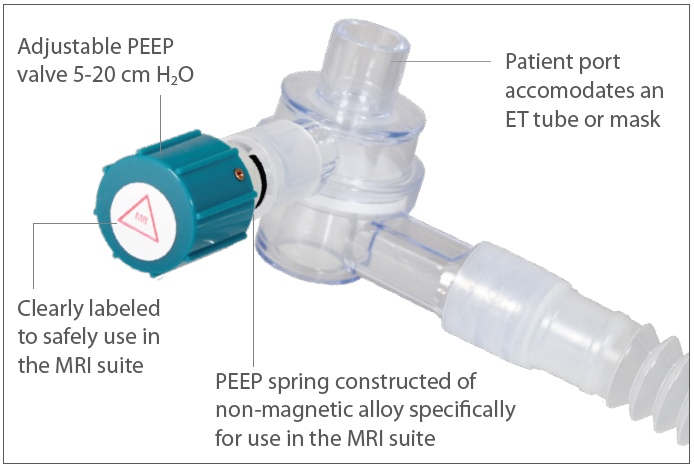 Adjustable PEEP
valve 5-20 cm H₂O
Patient port
accomodates an
ET tube or mask
MR
Clearly labeled
to safely use in
the MRI suite
PEEP spring constructed of
non-magnetic alloy specifically
for use in the MRI suite